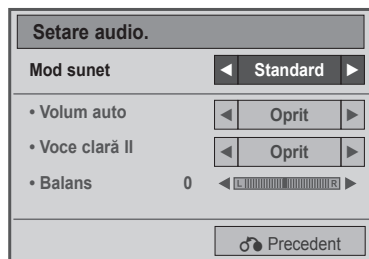 Setare audio.
Mod sunet ◄ Standard ►
• Volum auto ◄ Oprit ►
• Voce clară II ◄ Oprit ►
• Balans 0 ◄ L R ►
Precedent